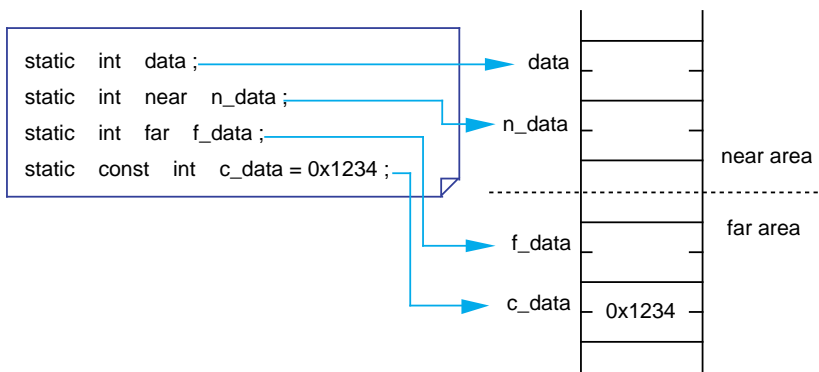 static int data ;
static int near n_data ;
static int far f_data ;
static const int c_data = 0x1234 ;
data
n_data
near area
far area
f_data
c_data
0x1234